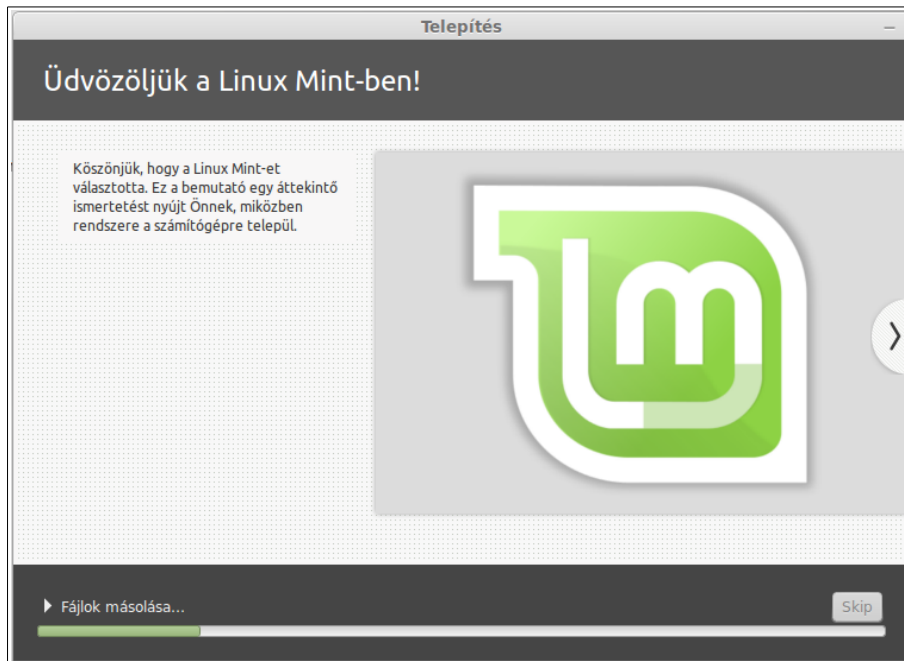 Telepítés
Üdvözöljük a Linux Mint-ben!
Köszönjük, hogy a Linux Mint-et
választotta. Ez a bemutató egy áttekintő
ismertetést nyújt Önnek, miközben
rendszere a számítógépre települ.
Fájlok másolása...
Skip